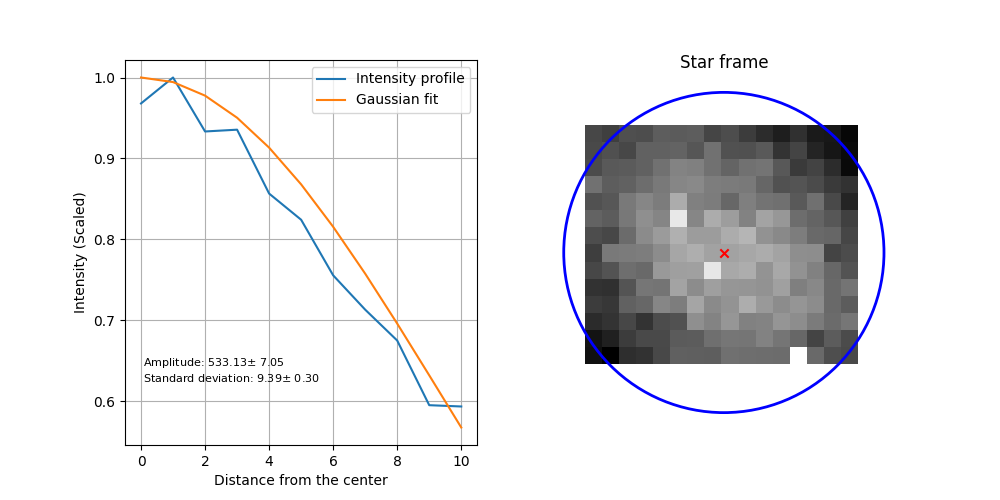 Star frame
Intensity profile
Gaussian fit
1.0
0.9
0.8
0.7
0.6
Intensity (Scaled)
Amplitude: 533.13± 7.05
Standard deviation: 9.39± 0.30
0 2 4 6 8 10
Distance from the center